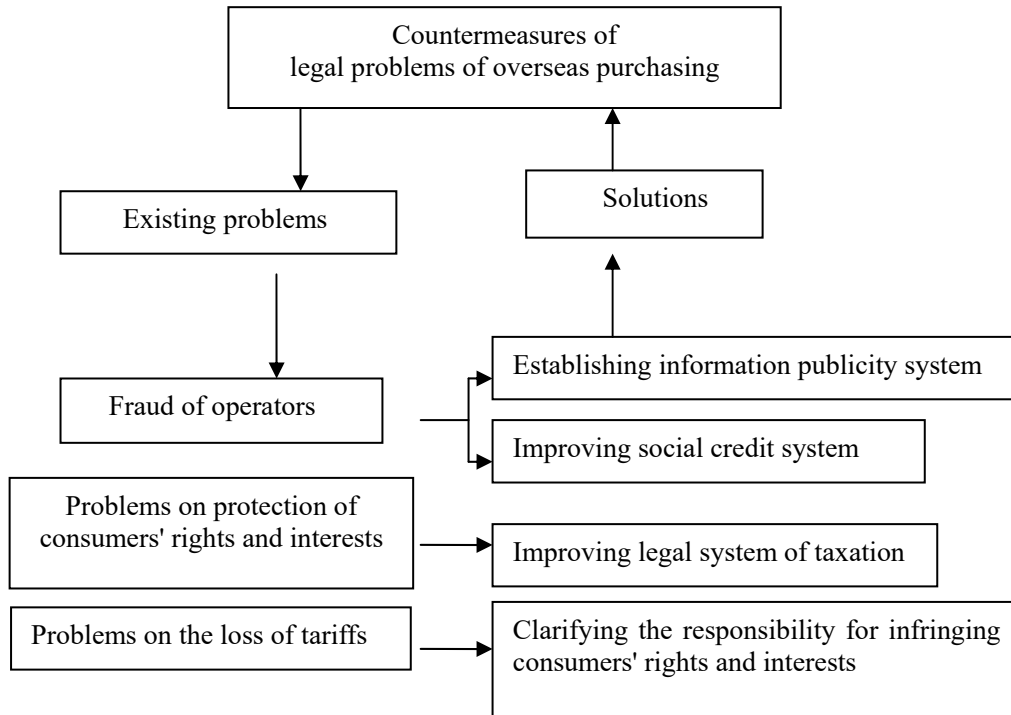 Countermeasures of
legal problems of overseas purchasing
Existing problems
Solutions
Fraud of operators
Establishing information publicity system
Improving social credit system
Problems on protection of
consumers' rights and interests
Improving legal system of taxation
Problems on the loss of tariffs
Clarifying the responsibility for infringing
consumers' rights and interests